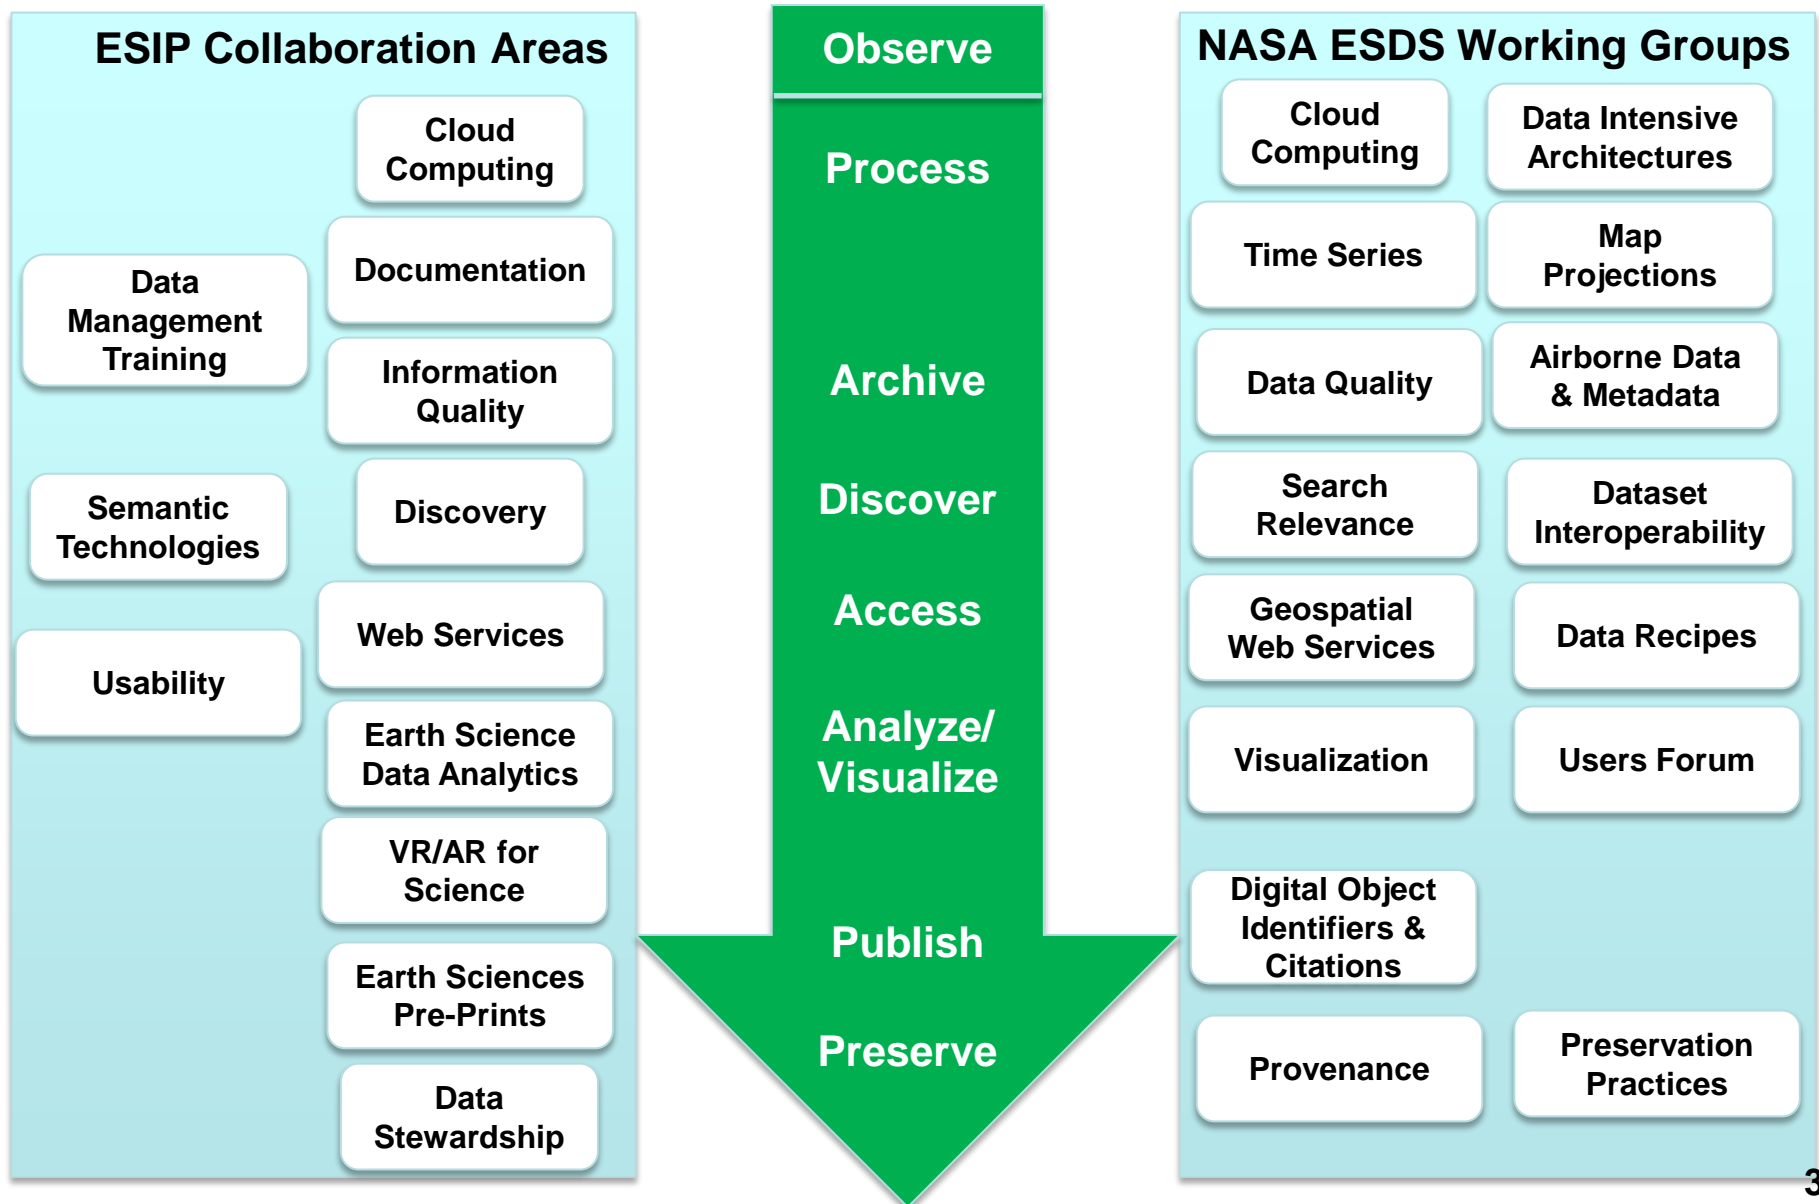 ESIP Collaboration Areas
Cloud
Computing
Documentation
Data
Management
Training
Information
Quality
Semantic
Technologies
Discovery
Web Services
Usability
Earth Science
Data Analytics
VR/AR for
Science
Earth Sciences
Pre-Prints
Data
Stewardship
Observe
Process
Archive
Discover
Access
Analyze/
Visualize
Publish
Preserve
NASA ESDS Working Groups
Cloud
Computing
Data Intensive
Architectures
Time Series
Map
Projections
Data Quality
Airborne Data
& Metadata
Search
Relevance
Dataset
Interoperability
Geospatial
Web Services
Data Recipes
Visualization
Users Forum
Digital Object
Identifiers &
Citations
Provenance
Preservation
Practices
3